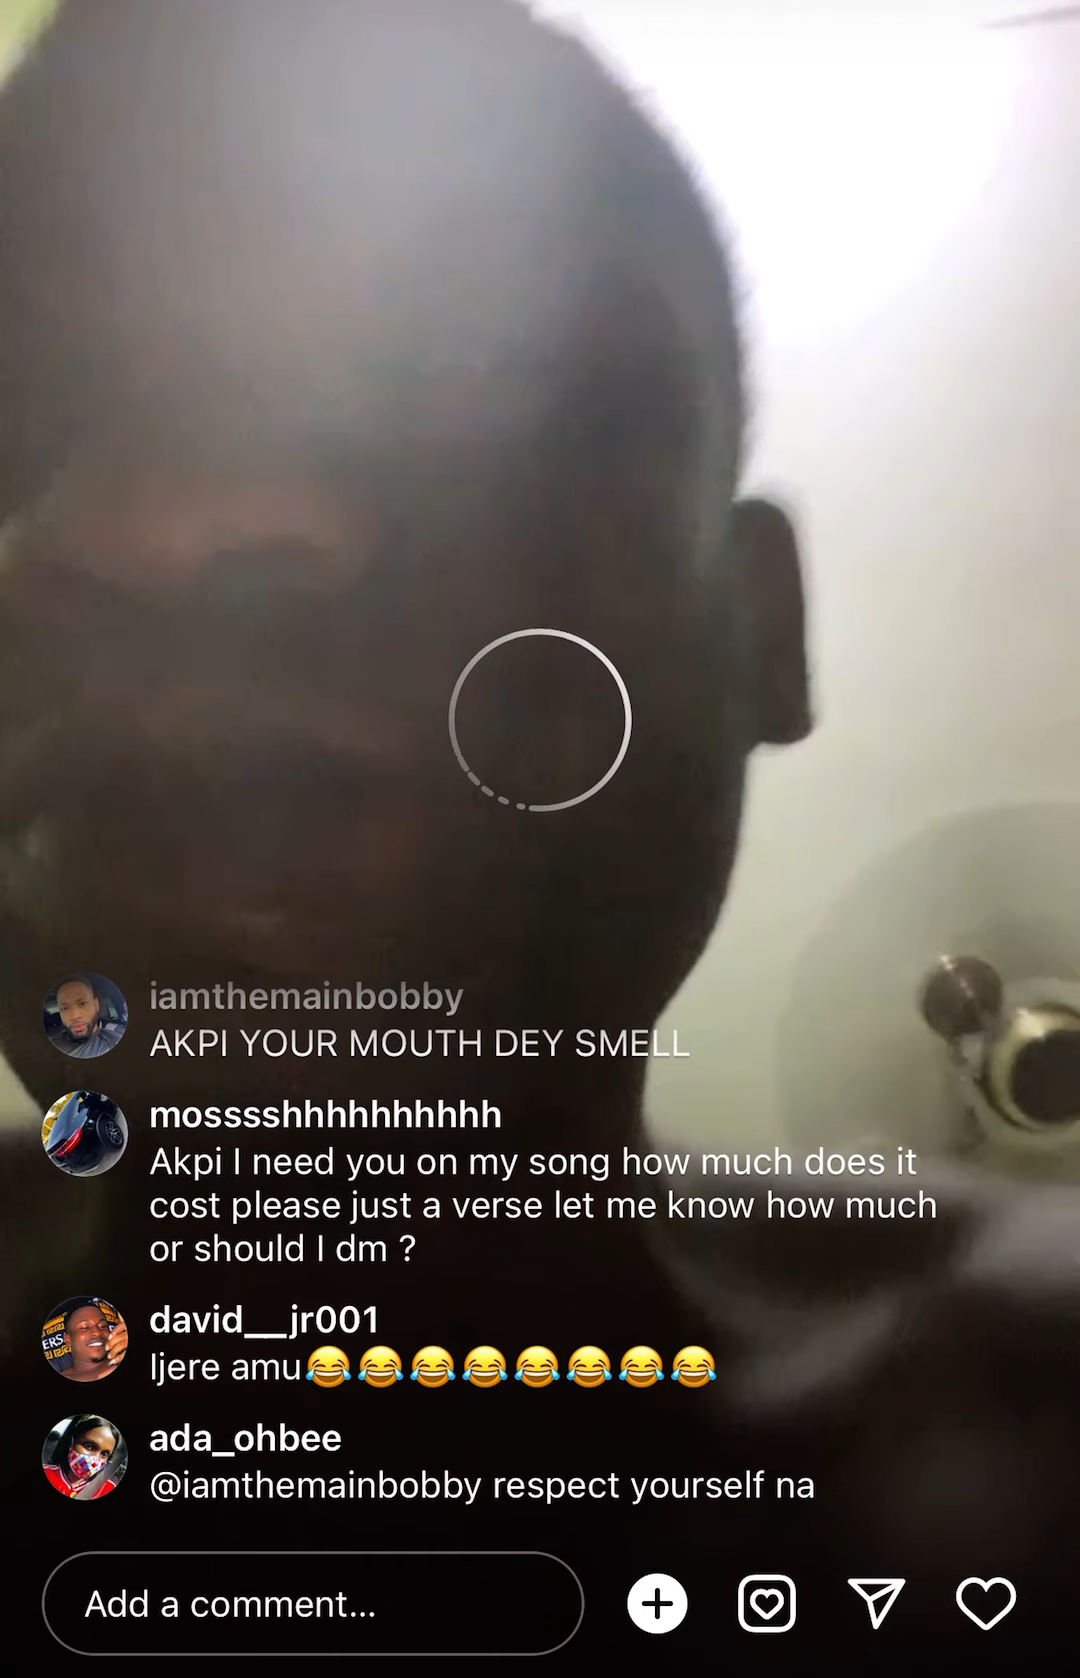 iamthemainbobby
AKPI YOUR MOUTH DEY SMELL
mosssshhhhhhhhhh
Akpi I need you on my song how much does it
cost please just a verse let me know how much
or should I dm ?
david__jr001
Ijere amu😂😂😂😂😂😂😂😂
ada_ohbee
@iamthemainbobby respect yourself na
Add a comment...